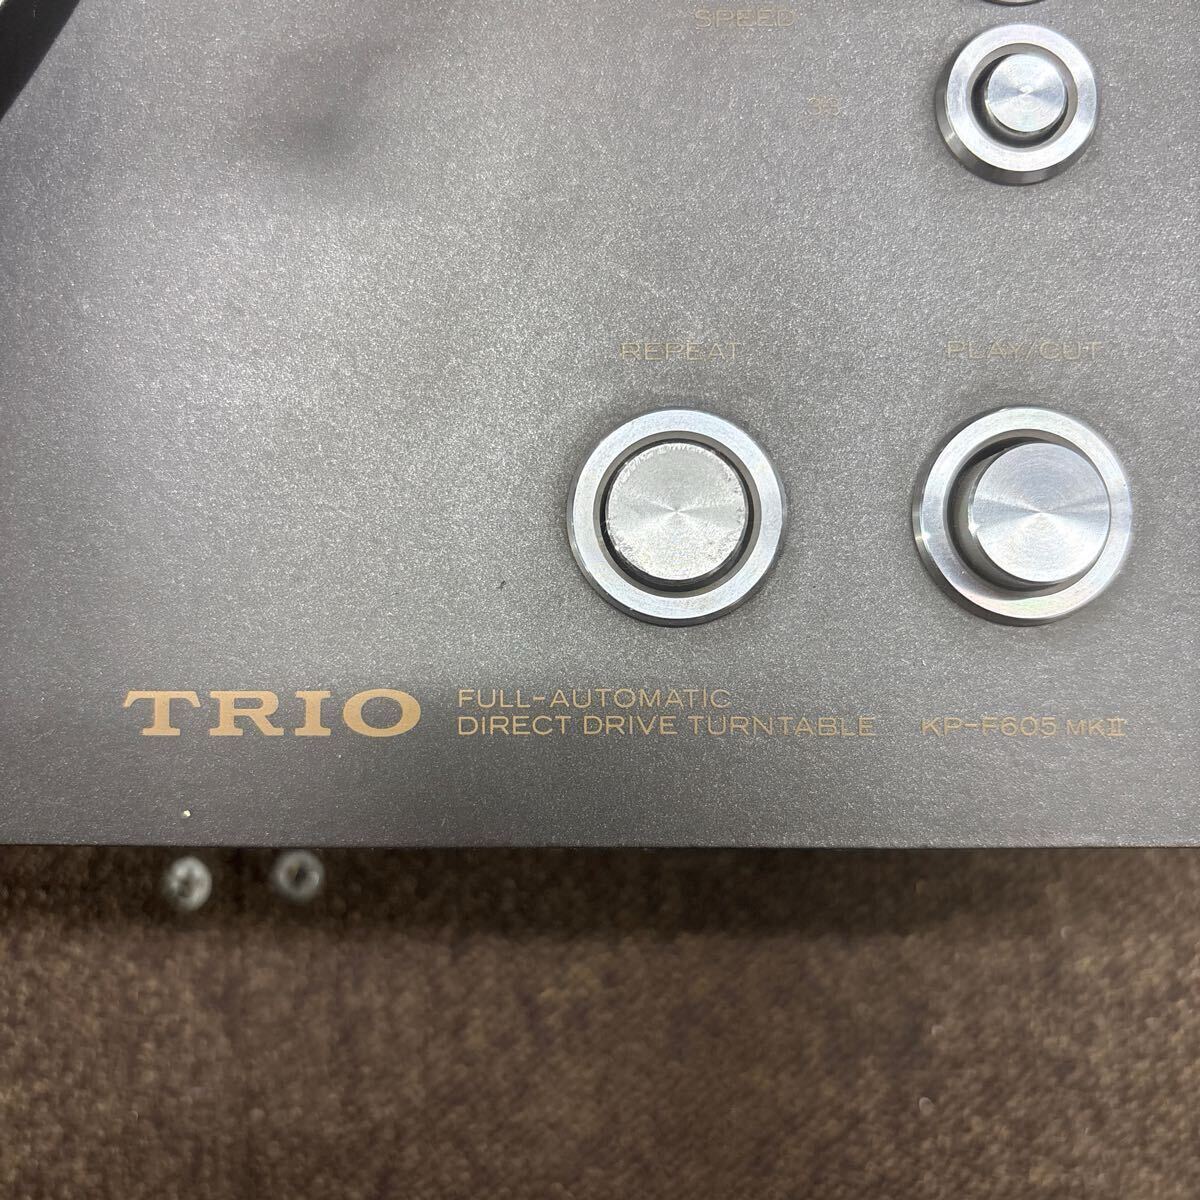 SPEED
33
REPEAT
PLAY/CUT
TRIO
FULL-AUTOMATIC
DIRECT DRIVE TURNTABLE
KP-F605 MKII